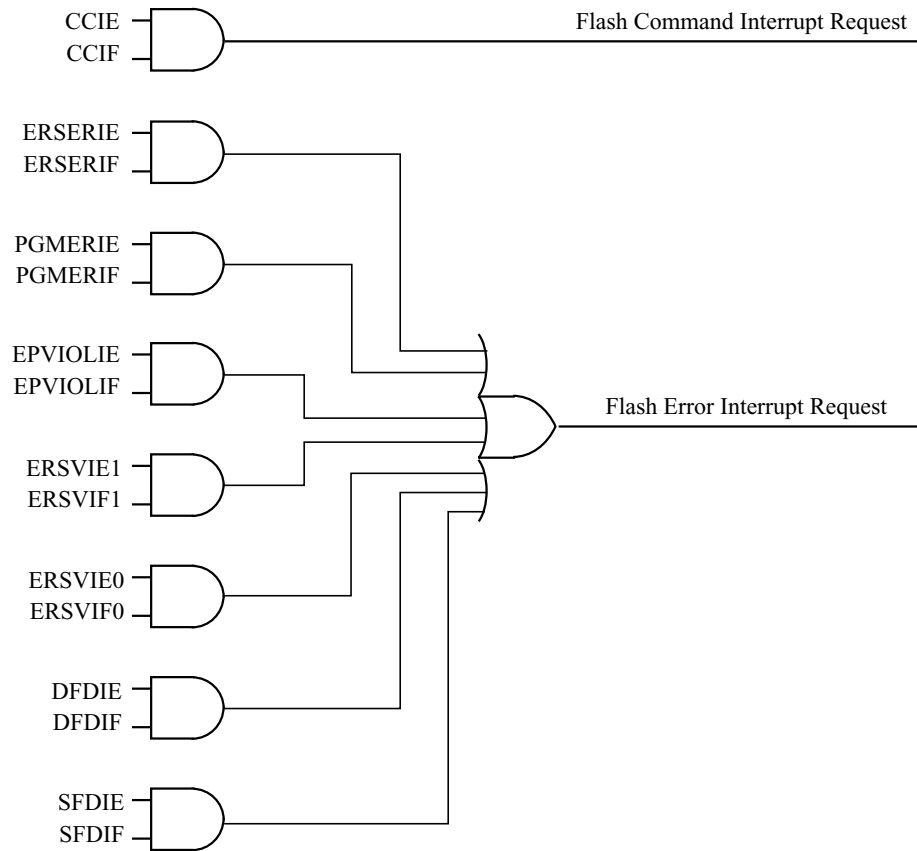 CCIE
Flash Command Interrupt Request
CCIF
ERSERIE
ERSERIF
PGMERIE
PGMERIF
EPVIOLIE
EPVIOLIF
Flash Error Interrupt Request
ERSVIE1
ERSVIF1
ERSVIE0
ERSVIF0
DFDIE
DFDIF
SFDIE
SFDIF